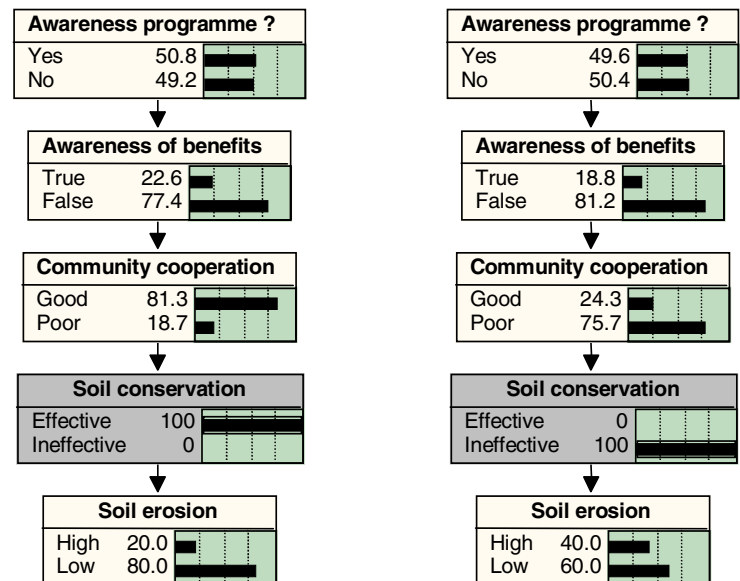 Awareness programme ?
Yes 50.8
No 49.2
Awareness of benefits
True 22.6
False 77.4
Community cooperation
Good 81.3
Poor 18.7
Soil conservation
Effective 100
Ineffective 0
Soil erosion
High 20.0
Low 80.0
Awareness programme ?
Yes 49.6
No 50.4
Awareness of benefits
True 18.8
False 81.2
Community cooperation
Good 24.3
Poor 75.7
Soil conservation
Effective 0
Ineffective 100
Soil erosion
High 40.0
Low 60.0